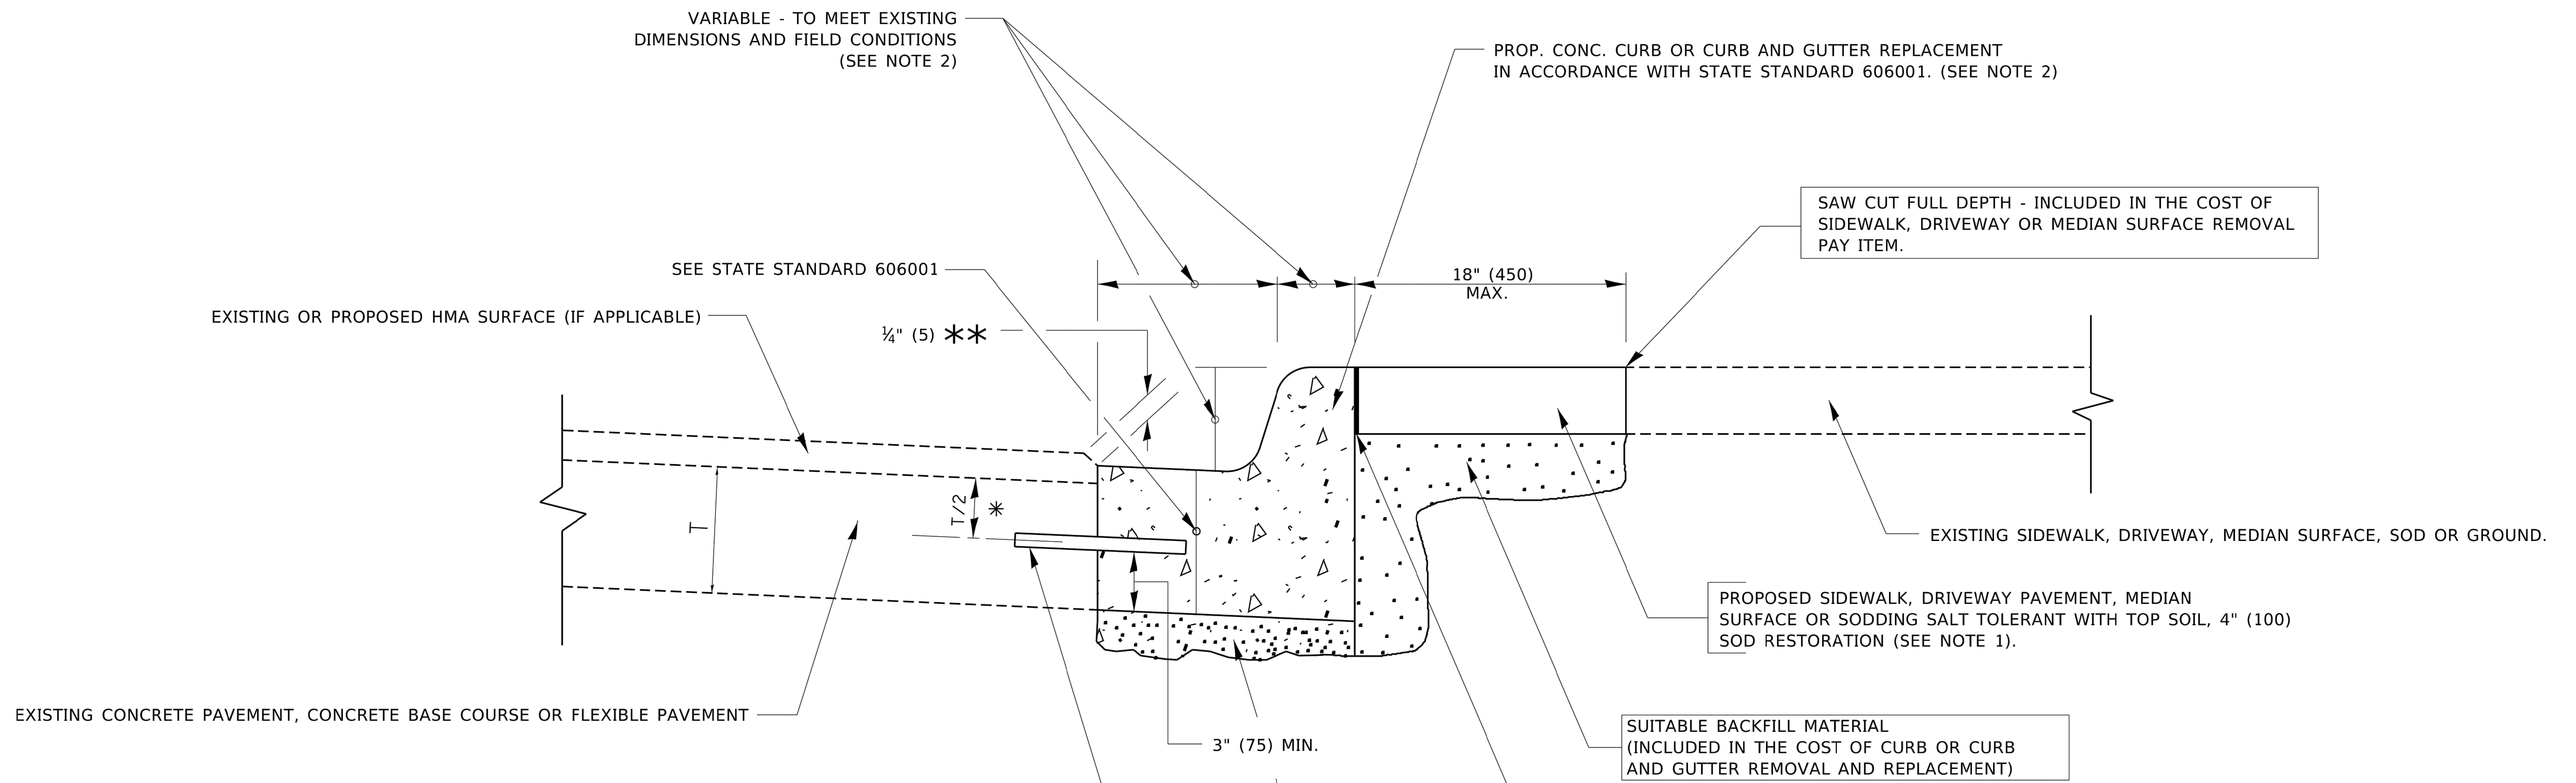 VARIABLE - TO MEET EXISTING
DIMENSIONS AND FIELD CONDITIONS
(SEE NOTE 2)
PROP. CONC. CURB OR CURB AND GUTTER REPLACEMENT
IN ACCORDANCE WITH STATE STANDARD 606001. (SEE NOTE 2)
SAW CUT FULL DEPTH - INCLUDED IN THE COST OF
SIDEWALK, DRIVEWAY OR MEDIAN SURFACE REMOVAL
PAY ITEM.
SEE STATE STANDARD 606001
18" (450)
MAX.
EXISTING OR PROPOSED HMA SURFACE (IF APPLICABLE)
¼" (5) **
T/2 *
T
EXISTING SIDEWALK, DRIVEWAY, MEDIAN SURFACE, SOD OR GROUND.
PROPOSED SIDEWALK, DRIVEWAY PAVEMENT, MEDIAN
SURFACE OR SODDING SALT TOLERANT WITH TOP SOIL, 4" (100)
SOD RESTORATION (SEE NOTE 1).
EXISTING CONCRETE PAVEMENT, CONCRETE BASE COURSE OR FLEXIBLE PAVEMENT
3" (75) MIN.
SUITABLE BACKFILL MATERIAL
(INCLUDED IN THE COST OF CURB OR CURB
AND GUTTER REMOVAL AND REPLACEMENT)